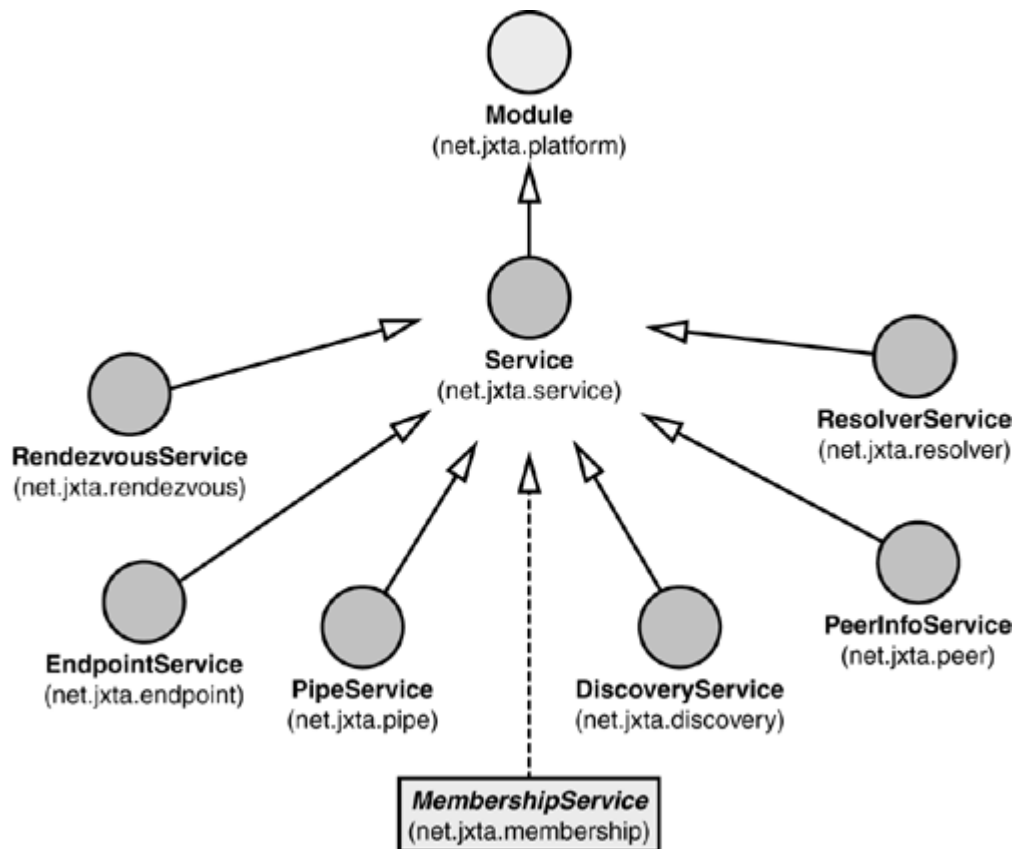 Module
(net.jxta.platform)
Service
(net.jxta.service)
RendezvousService
(net.jxta.rendezvous)
ResolverService
(net.jxta.resolver)
EndpointService
(net.jxta.endpoint)
PipeService
(net.jxta.pipe)
DiscoveryService
(net.jxta.discovery)
PeerInfoService
(net.jxta.peer)
MembershipService
(net.jxta.membership)